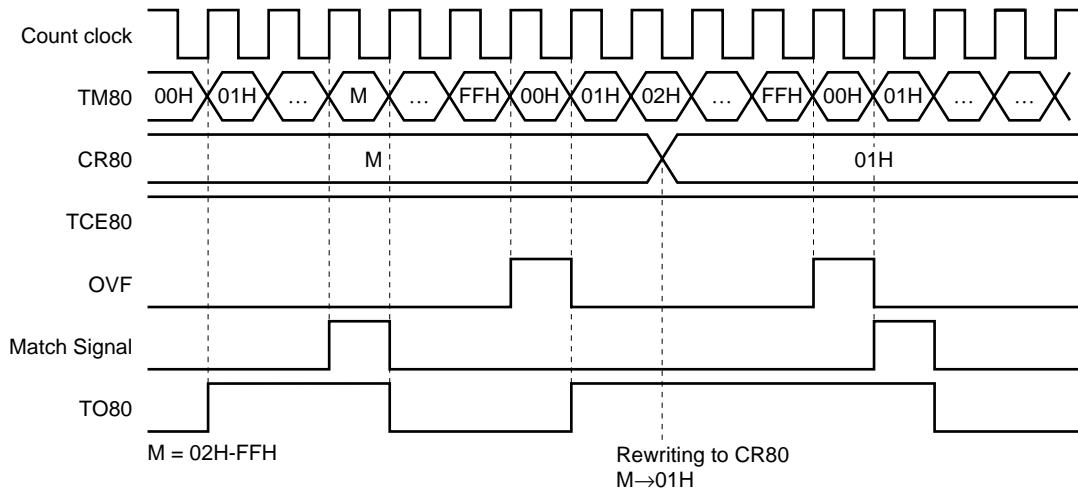 Count clock
TM80 00H 01H … M … FFH 00H 01H 02H … FFH 00H 01H … …
CR80 M 01H
TCE80
OVF
Match Signal
TO80
M = 02H-FFH
Rewriting to CR80
M→01H